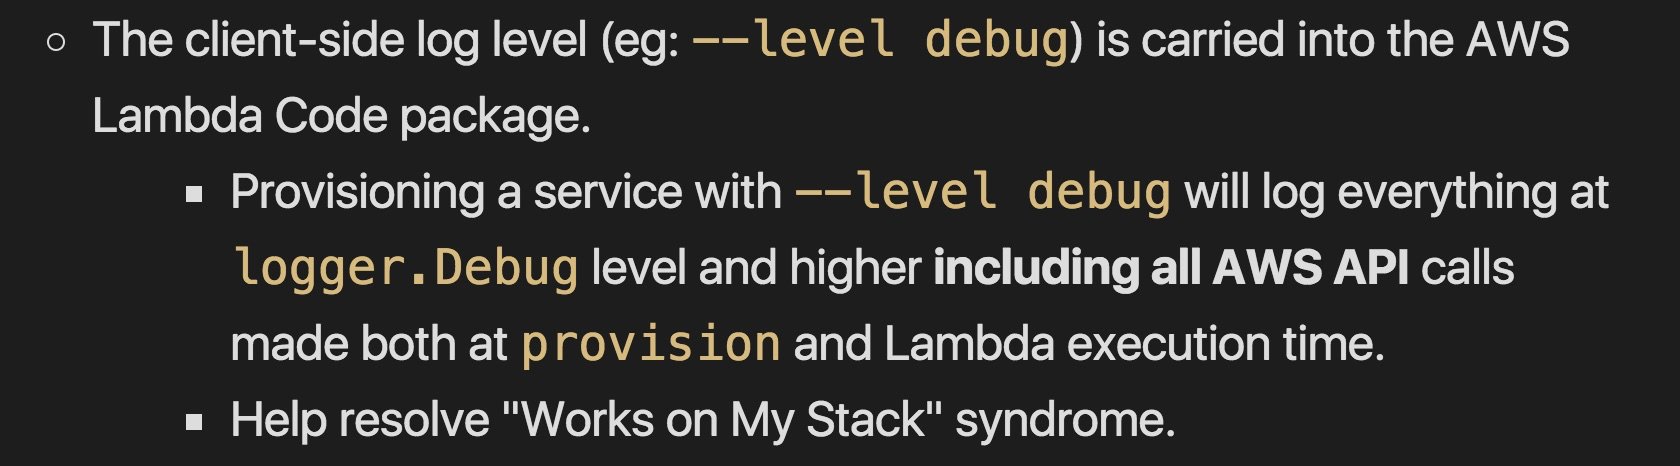 The client-side log level (eg: --level debug) is carried into the AWS
Lambda Code package.
Provisioning a service with --level debug will log everything at
logger.Debug level and higher including all AWS API calls
made both at provision and Lambda execution time.
Help resolve "Works on My Stack" syndrome.